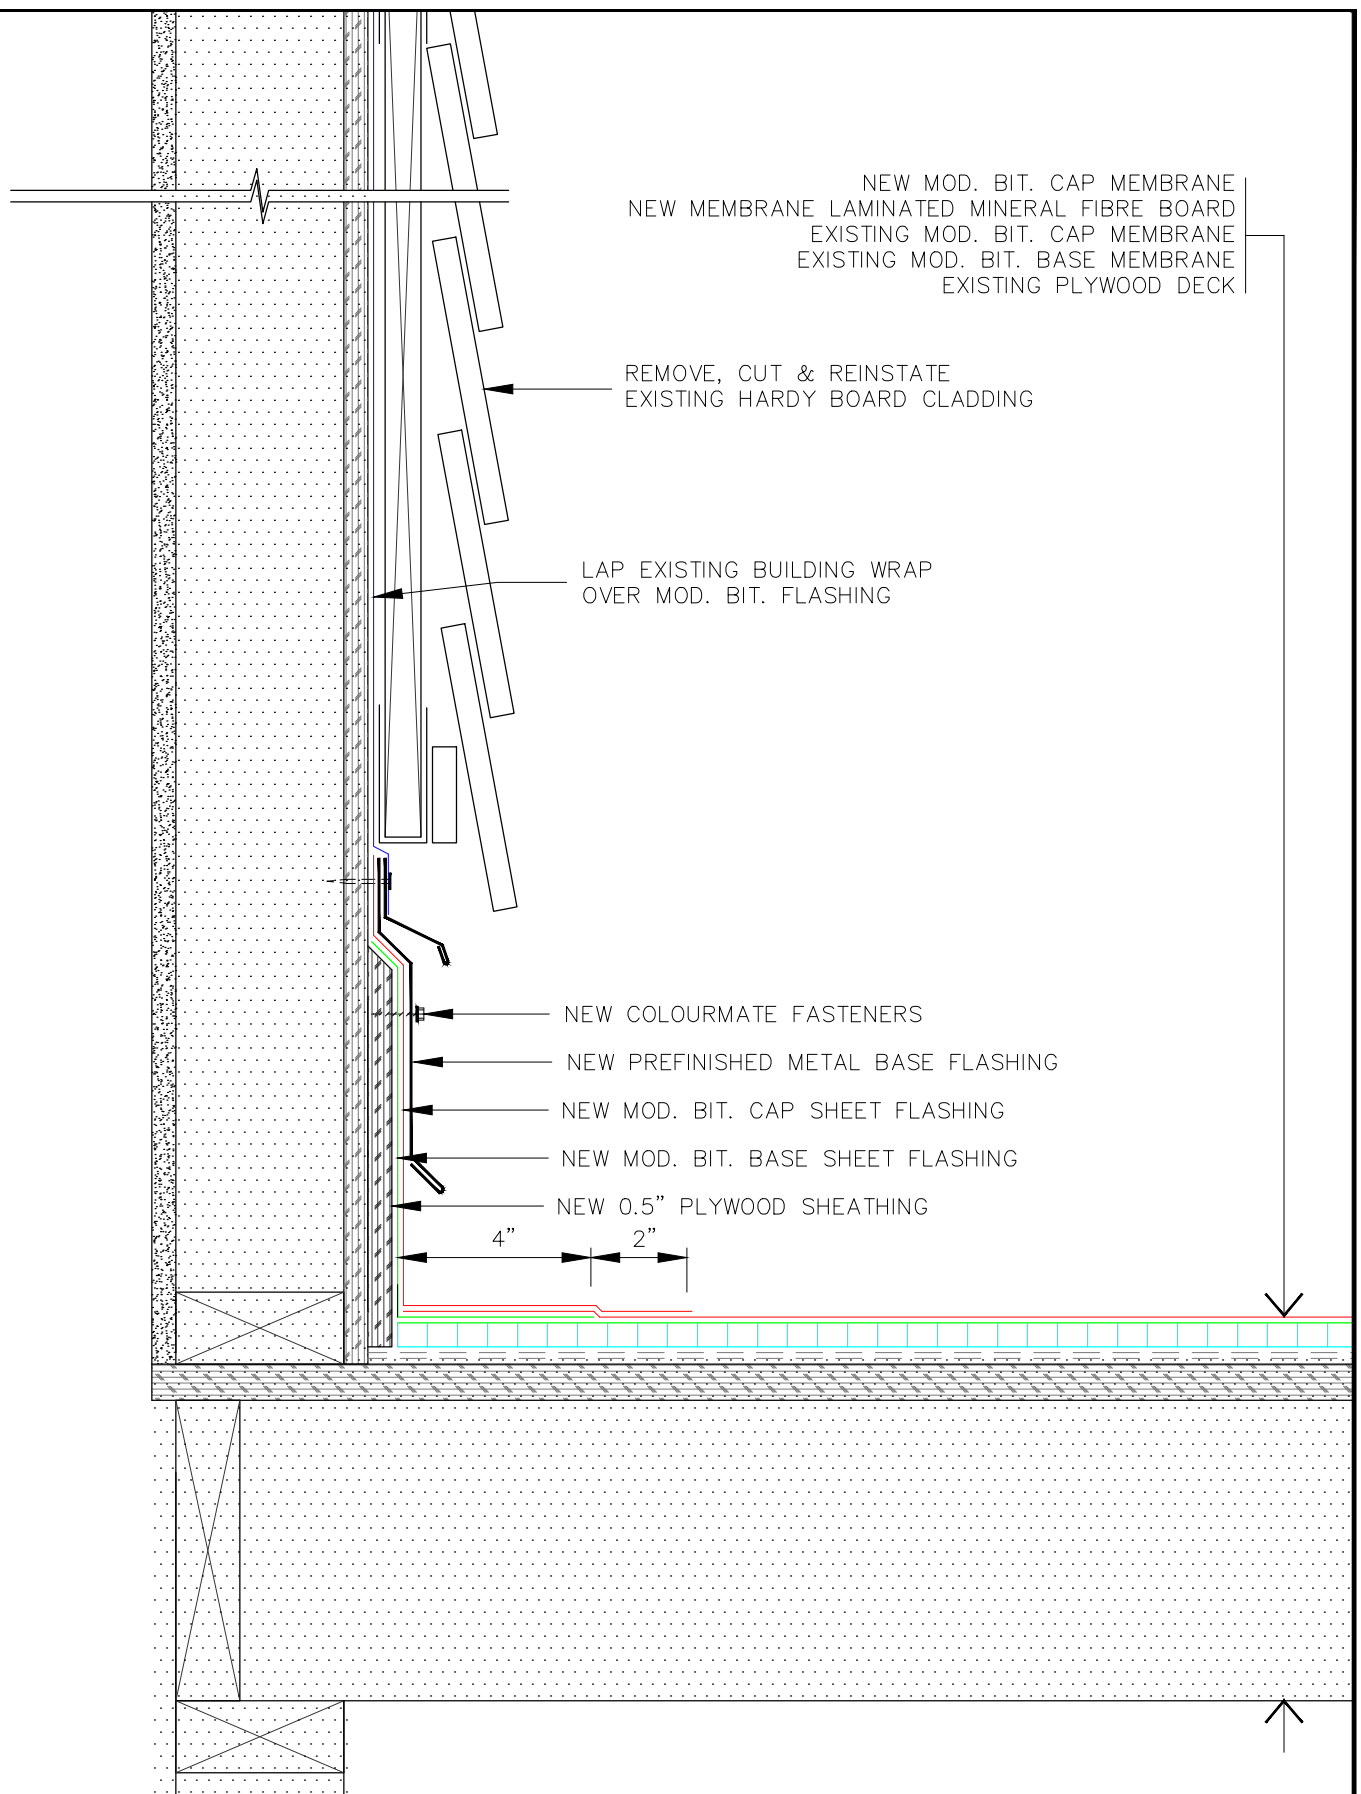 NEW MOD. BIT. CAP MEMBRANE
NEW MEMBRANE LAMINATED MINERAL FIBRE BOARD
EXISTING MOD. BIT. CAP MEMBRANE
EXISTING MOD. BIT. BASE MEMBRANE
EXISTING PLYWOOD DECK
REMOVE, CUT & REINSTATE
EXISTING HARDY BOARD CLADDING
LAP EXISTING BUILDING WRAP
OVER MOD. BIT. FLASHING
NEW COLOURMATE FASTENERS
NEW PREFINISHED METAL BASE FLASHING
NEW MOD. BIT. CAP SHEET FLASHING
NEW MOD. BIT. BASE SHEET FLASHING
NEW 0.5” PLYWOOD SHEATHING
4” 2”